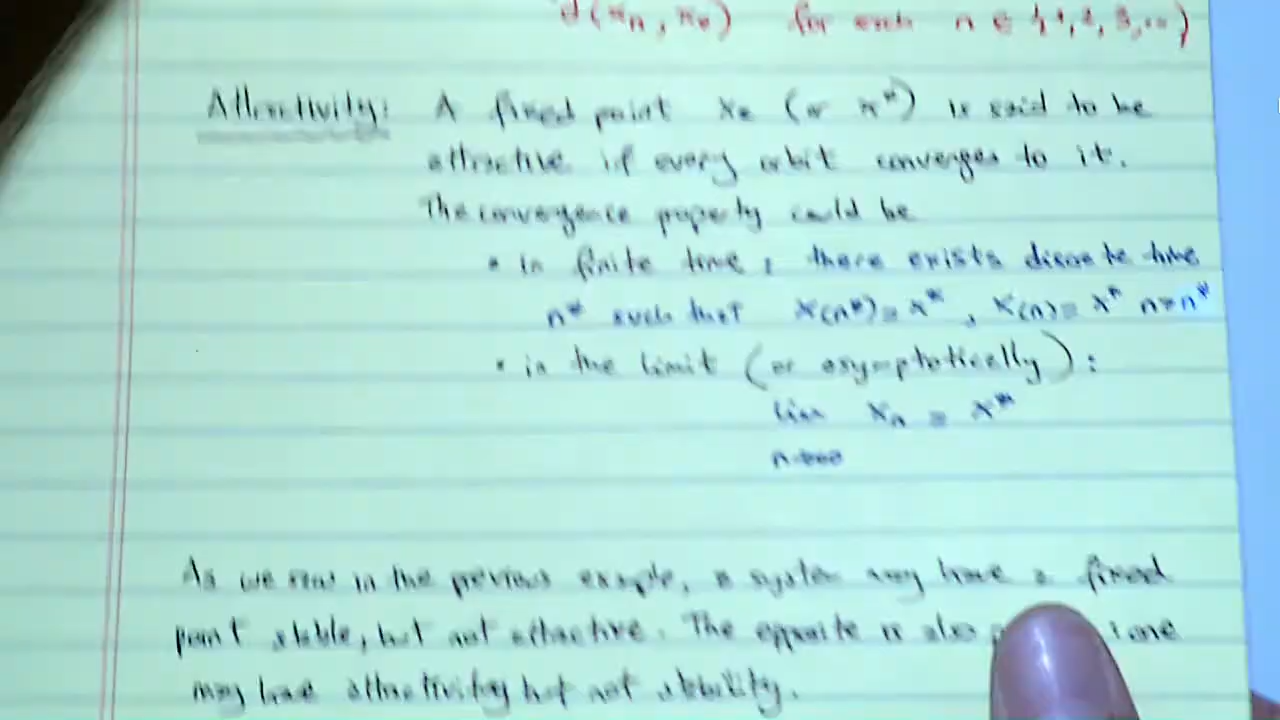 d(xn, xe) for each n ∈ {1, 2, 3, ...}
Attractivity: A fixed point xe (or x*) is said to be
attractive if every orbit converges to it.
The convergence property could be
• in finite time, there exists discrete time
n* such that x(n*) = x*, x(n) = x* n > n*
• in the limit (or asymptotically):
lim xn = x*
n→∞
As we saw in the previous example, a system may have a fixed
point stable, but not attractive. The opposite is also one
may have attractivity but not stability.